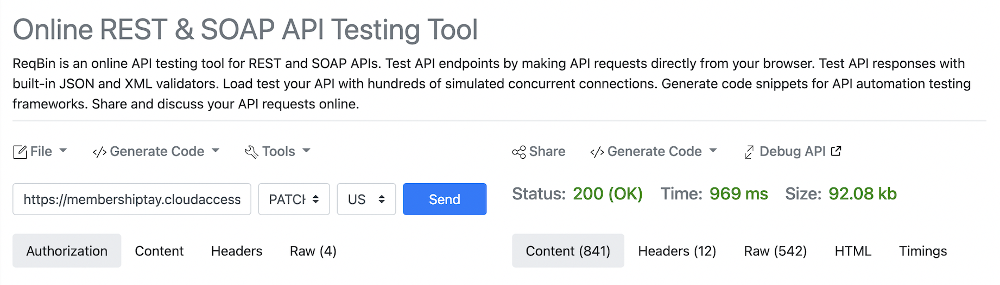 Online REST & SOAP API Testing Tool
ReqBin is an online API testing tool for REST and SOAP APIs. Test API endpoints by making API requests directly from your browser. Test API responses with
built-in JSON and XML validators. Load test your API with hundreds of simulated concurrent connections. Generate code snippets for API automation testing
frameworks. Share and discuss your API requests online.
File </> Generate Code Tools Share </> Generate Code Debug API
https://membershiptay.cloudaccess PATCH US Send Status: 200 (OK) Time: 969 ms Size: 92.08 kb
Authorization Content Headers Raw (4) Content (841) Headers (12) Raw (542) HTML Timings